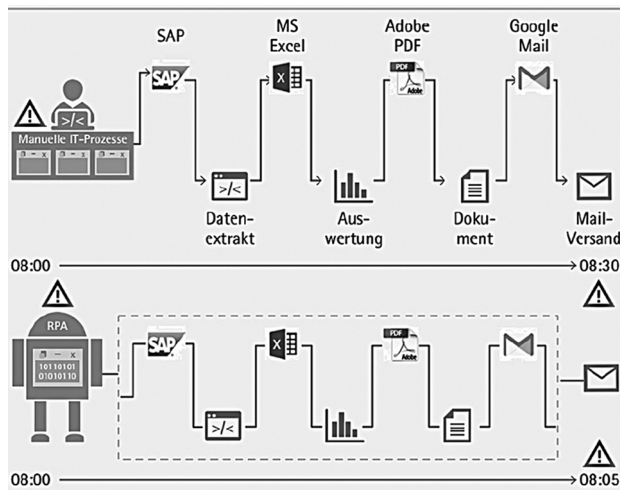 SAP
MS
Excel
Adobe
PDF
Google
Mail
SAP
X
PDF
Adobe
>/<
Manuelle IT-Prozesse
>/<
Daten-
extrakt
Aus-
wertung
Doku-
ment
Mail-
Versand
08:00
08:30
RPA
10110101
01010110
SAP
X
PDF
Adobe
>/<
08:00
08:05